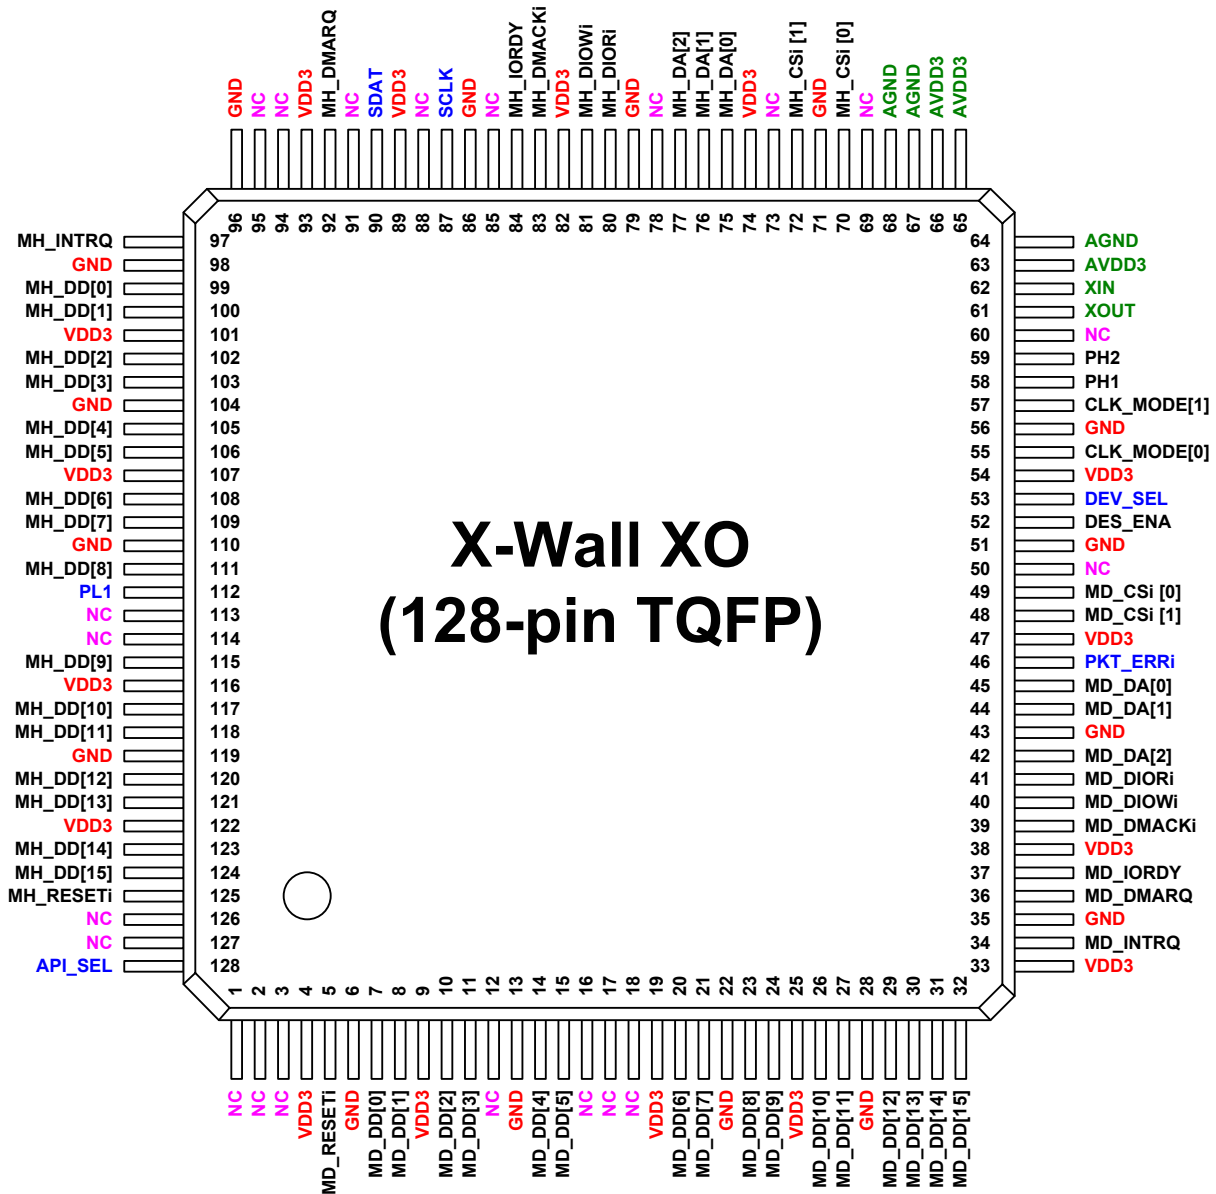 GND
NC
NC
VDD3
MH_DMARQ
NC
SDAT
VDD3
NC
SCLK
GND
NC
MH_IORDY
MH_DMACKi
VDD3
MH_DIOWi
MH_DIORi
GND
NC
MH_DA[2]
MH_DA[1]
MH_DA[0]
VDD3
NC
MH_CSi [1]
GND
MH_CSi [0]
NC
AGND
AGND
AVDD3
AVDD3
96 95 94 93 92 91 90 89 88 87 86 85 84 83 82 81 80 79 78 77 76 75 74 73 72 71 70 69 68 67 66 65
MH_INTRQ 97
GND 98
MH_DD[0] 99
MH_DD[1] 100
VDD3 101
MH_DD[2] 102
MH_DD[3] 103
GND 104
MH_DD[4] 105
MH_DD[5] 106
VDD3 107
MH_DD[6] 108
MH_DD[7] 109
GND 110
MH_DD[8] 111
PL1 112
NC 113
NC 114
MH_DD[9] 115
VDD3 116
MH_DD[10] 117
MH_DD[11] 118
GND 119
MH_DD[12] 120
MH_DD[13] 121
VDD3 122
MH_DD[14] 123
MH_DD[15] 124
MH_RESETi 125
NC 126
NC 127
API_SEL 128
X-Wall XO
(128-pin TQFP)
64 AGND
63 AVDD3
62 XIN
61 XOUT
60 NC
59 PH2
58 PH1
57 CLK_MODE[1]
56 GND
55 CLK_MODE[0]
54 VDD3
53 DEV_SEL
52 DES_ENA
51 GND
50 NC
49 MD_CSi [0]
48 MD_CSi [1]
47 VDD3
46 PKT_ERRi
45 MD_DA[0]
44 MD_DA[1]
43 GND
42 MD_DA[2]
41 MD_DIORi
40 MD_DIOWi
39 MD_DMACKi
38 VDD3
37 MD_IORDY
36 MD_DMARQ
35 GND
34 MD_INTRQ
33 VDD3
1 2 3 4 5 6 7 8 9 10 11 12 13 14 15 16 17 18 19 20 21 22 23 24 25 26 27 28 29 30 31 32
NC
NC
NC
VDD3
MD_RESETi
GND
MD_DD[0]
MD_DD[1]
VDD3
MD_DD[2]
MD_DD[3]
NC
GND
MD_DD[4]
MD_DD[5]
NC
NC
NC
VDD3
MD_DD[6]
MD_DD[7]
GND
MD_DD[8]
MD_DD[9]
VDD3
MD_DD[10]
MD_DD[11]
GND
MD_DD[12]
MD_DD[13]
MD_DD[14]
MD_DD[15]